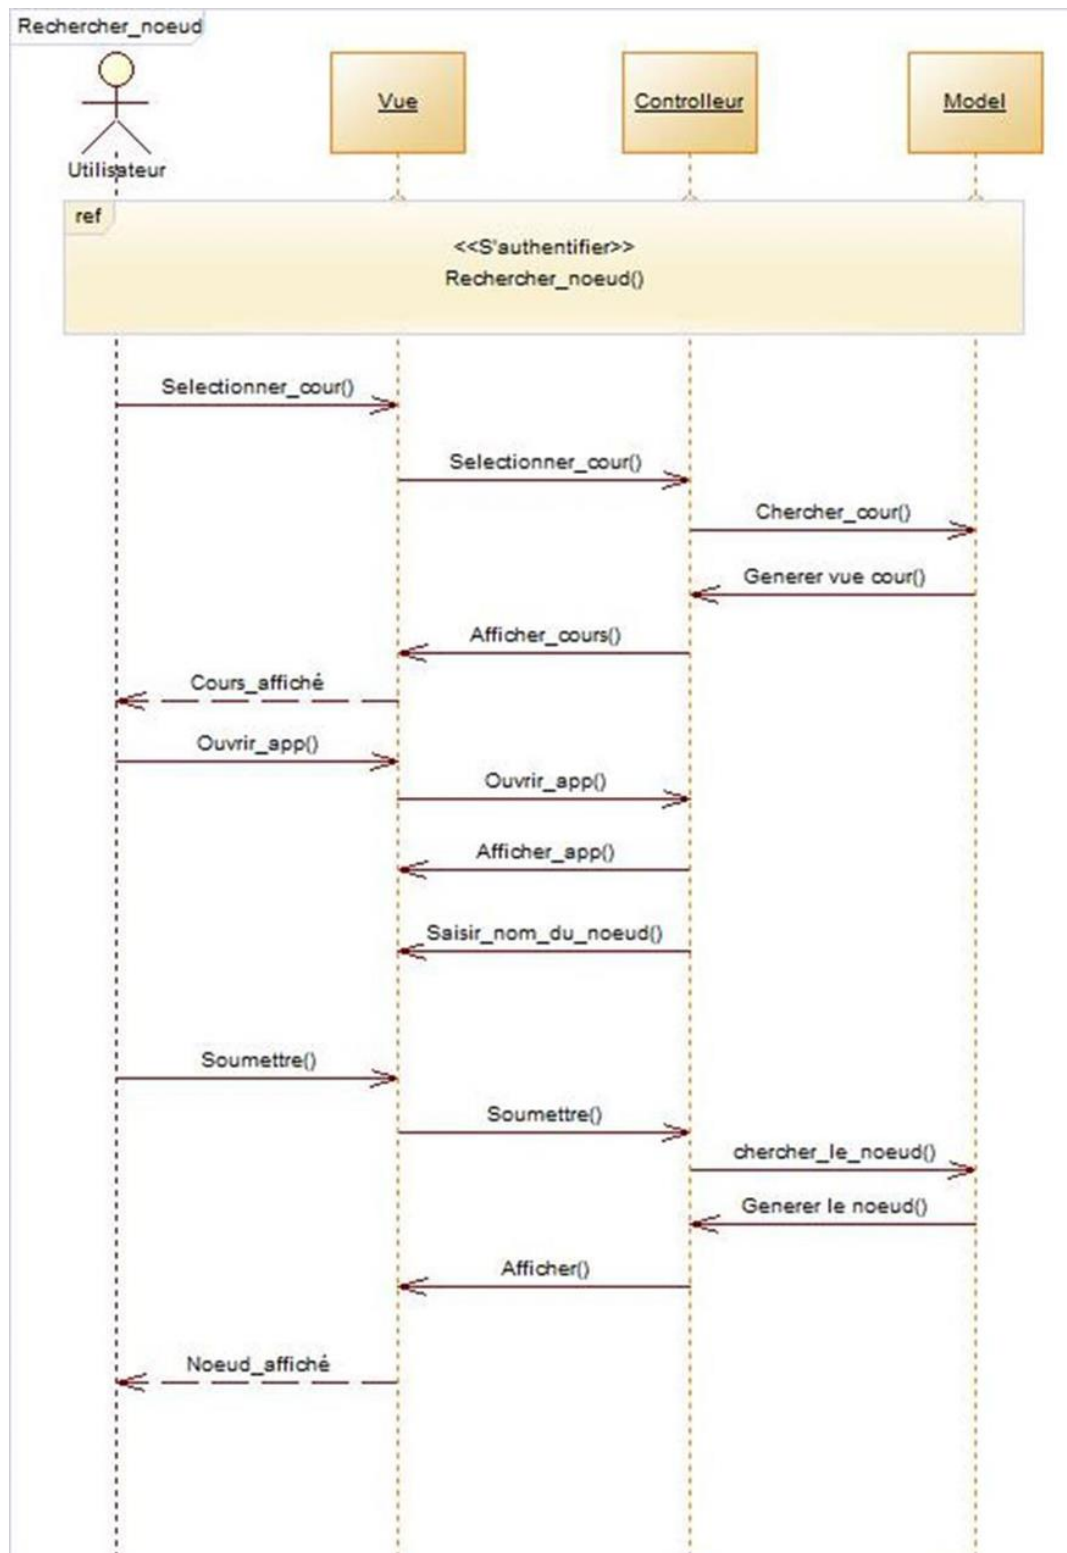 Rechercher_noeud
Utilisateur
Vue
Controlleur
Model
ref
<<S'authentifier>>
Rechercher_noeud()
Selectionner_cour()
Selectionner_cour()
Chercher_cour()
Generer vue cour()
Afficher_cours()
Cours_affiché
Ouvrir_app()
Ouvrir_app()
Afficher_app()
Saisir_nom_du_noeud()
Soumettre()
Soumettre()
chercher_le_noeud()
Generer le noeud()
Afficher()
Noeud_affiché